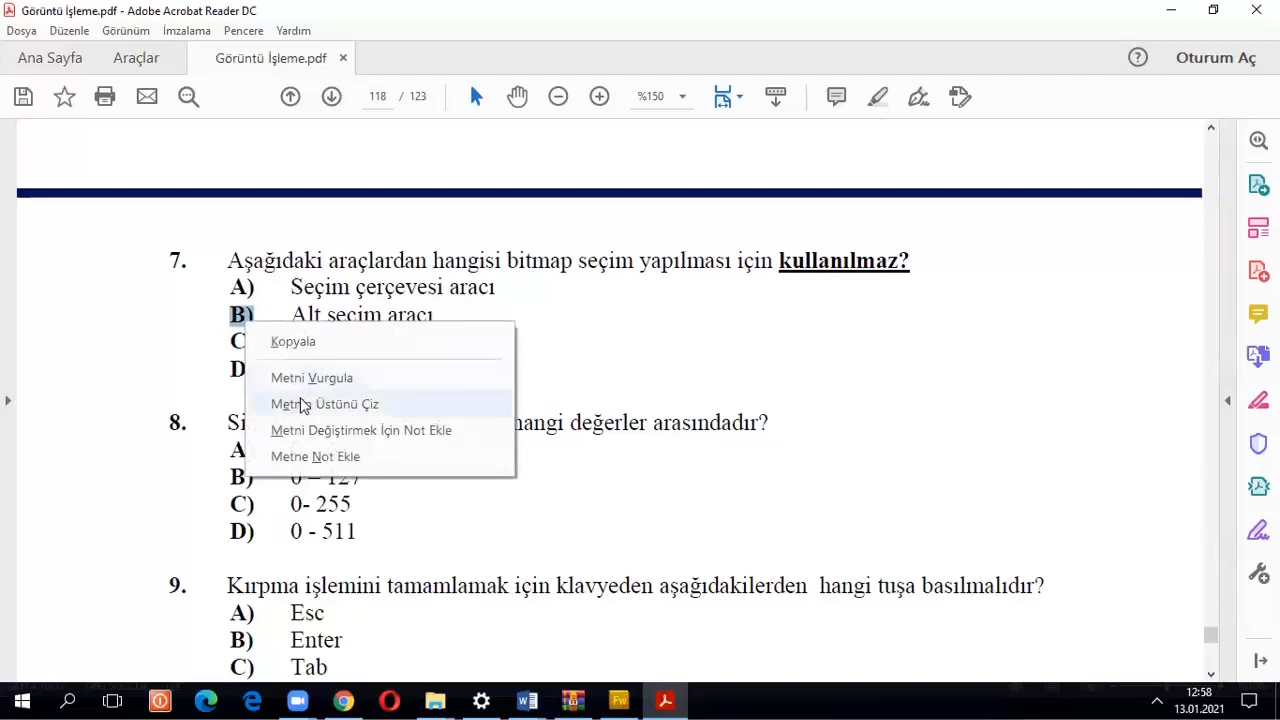 Görüntü İşleme.pdf - Adobe Acrobat Reader DC
Dosya Düzenle Görünüm İmzalama Pencere Yardım
Ana Sayfa Araçlar Görüntü İşleme.pdf × Oturum Aç
118 / 123 %150
7. Aşağıdaki araçlardan hangisi bitmap seçim yapılması için kullanılmaz?
A) Seçim çerçevesi aracı
B) Alt seçim aracı
C
D
Kopyala
Metni Vurgula
Üstünü Çiz
Metni Değiştirmek İçin Not Ekle
Metne Not Ekle
8. hangi değerler arasındadır?
A
B) 0 – 127
C) 0- 255
D) 0 - 511
9. Kırpma işlemini tamamlamak için klavyeden aşağıdakilerden hangi tuşa basılmalıdır?
A) Esc
B) Enter
C) Tab
12:58
13.01.2021